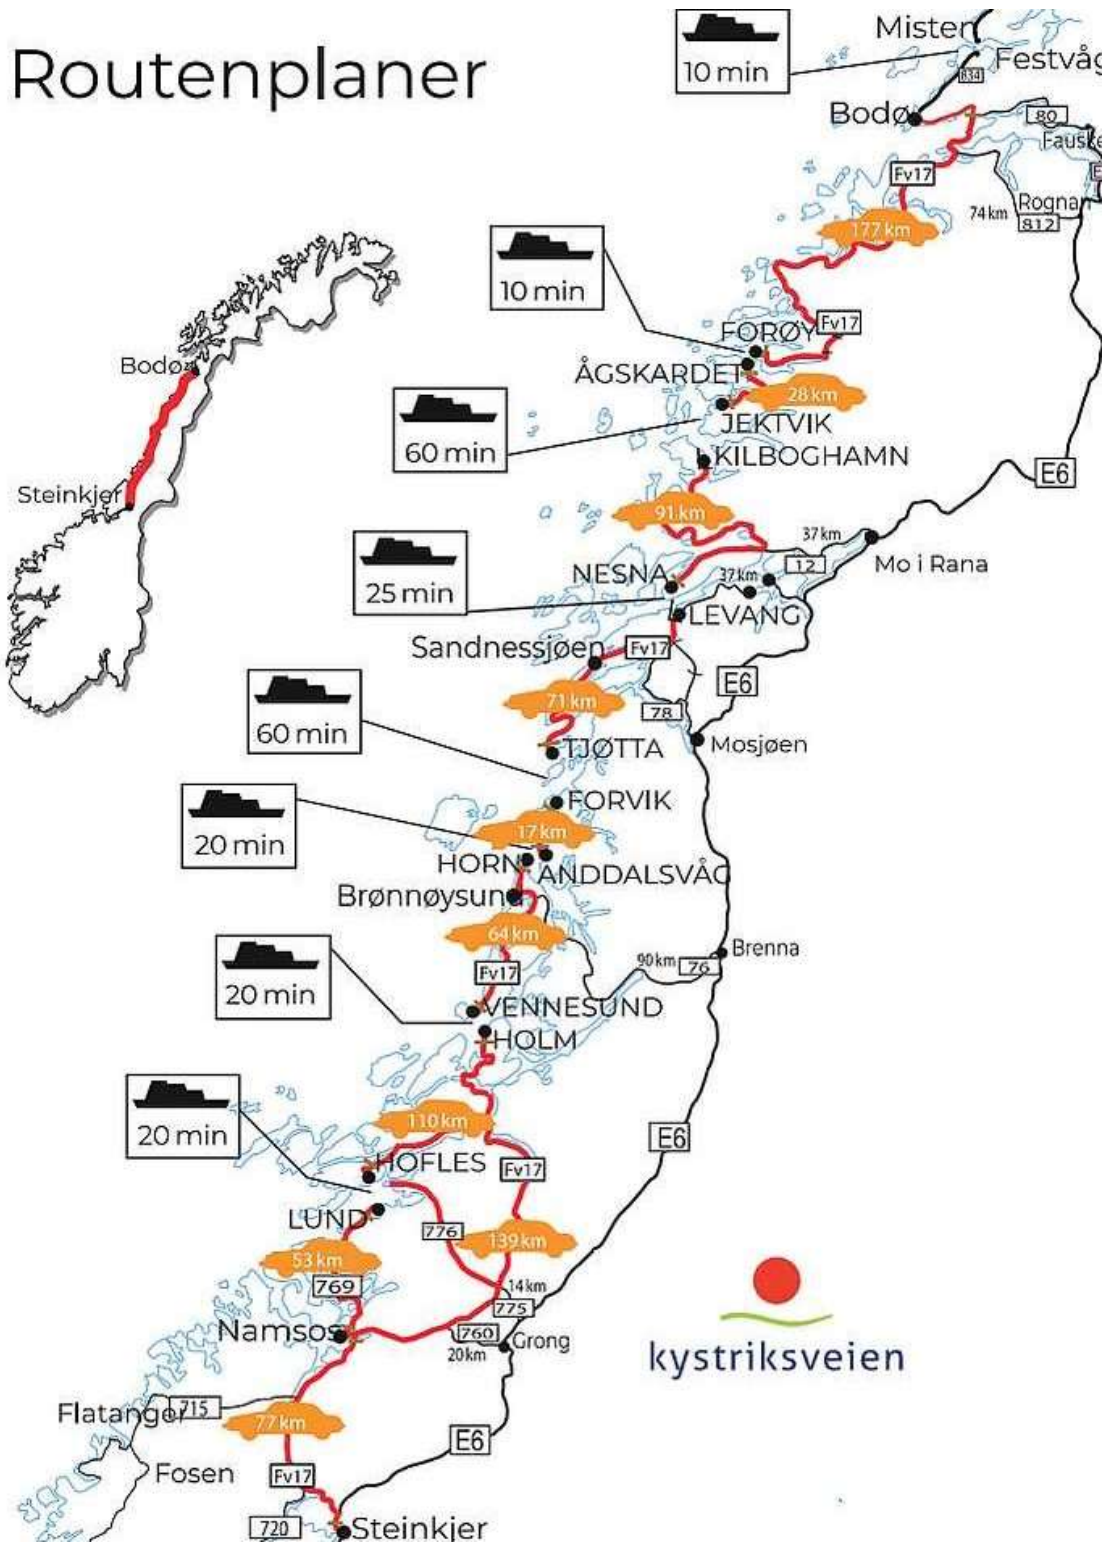 Routenplaner
10 min
Misten
Festvåg
834
Bodø
80
Fauske
Fv17
74 km
Rognan
812
177 km
10 min
FORØY
Fv17
Bodø
ÅGSKARDET
28 km
60 min
JEKTVIK
KILBOGHAMN
E6
Steinkjer
91 km
37 km
12
Mo i Rana
25 min
NESNA
37 km
LEVANG
Sandnessjøen
Fv17
E6
71 km
78
60 min
TJØTTA
Mosjøen
FORVIK
20 min
17 km
HORN
ANDDALSVÅG
Brønnøysund
64 km
90 km
76
Brenna
20 min
Fv17
VENNESUND
HOLM
20 min
110 km
E6
HOFLES
Fv17
LUND
776
139 km
53 km
769
14 km
775
Namsos
760
Grong
20 km
kystriksveien
Flatanger
715
77 km
E6
Fosen
Fv17
720
Steinkjer